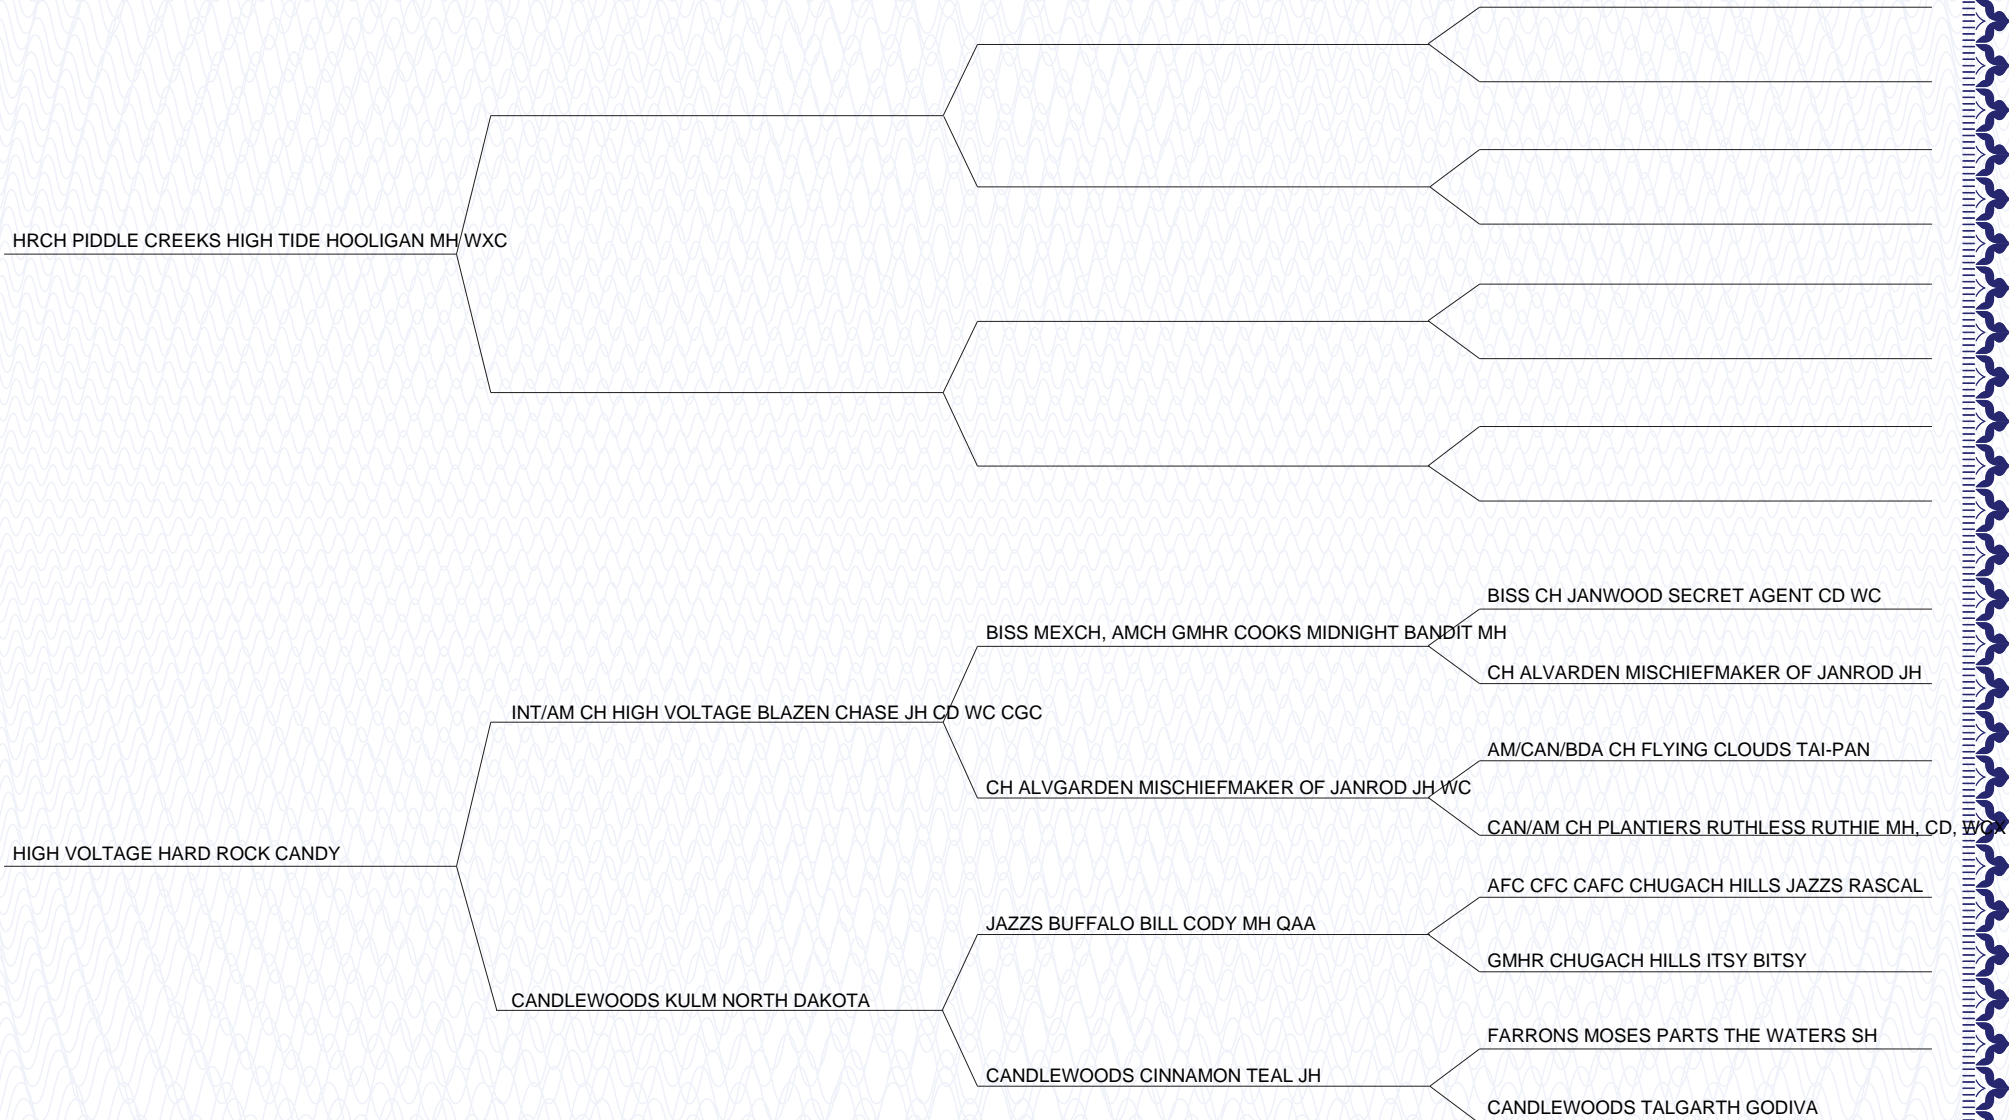 HRCH PIDDLE CREEKS HIGH TIDE HOOLIGAN MH WXC
BISS CH JANWOOD SECRET AGENT CD WC
BISS MEXCH, AMCH GMHR COOKS MIDNIGHT BANDIT MH
CH ALVARDEN MISCHIEFMAKER OF JANROD JH
INT/AM CH HIGH VOLTAGE BLAZEN CHASE JH CD WC CGC
AM/CAN/BDA CH FLYING CLOUDS TAI-PAN
CH ALVGARDEN MISCHIEFMAKER OF JANROD JH WC
CAN/AM CH PLANTIERS RUTHLESS RUTHIE MH, CD, WCX
HIGH VOLTAGE HARD ROCK CANDY
AFC CFC CAFC CHUGACH HILLS JAZZS RASCAL
JAZZS BUFFALO BILL CODY MH QAA
GMHR CHUGACH HILLS ITSY BITSY
CANDLEWOODS KULM NORTH DAKOTA
FARRONS MOSES PARTS THE WATERS SH
CANDLEWOODS CINNAMON TEAL JH
CANDLEWOODS TALGARTH GODIVA